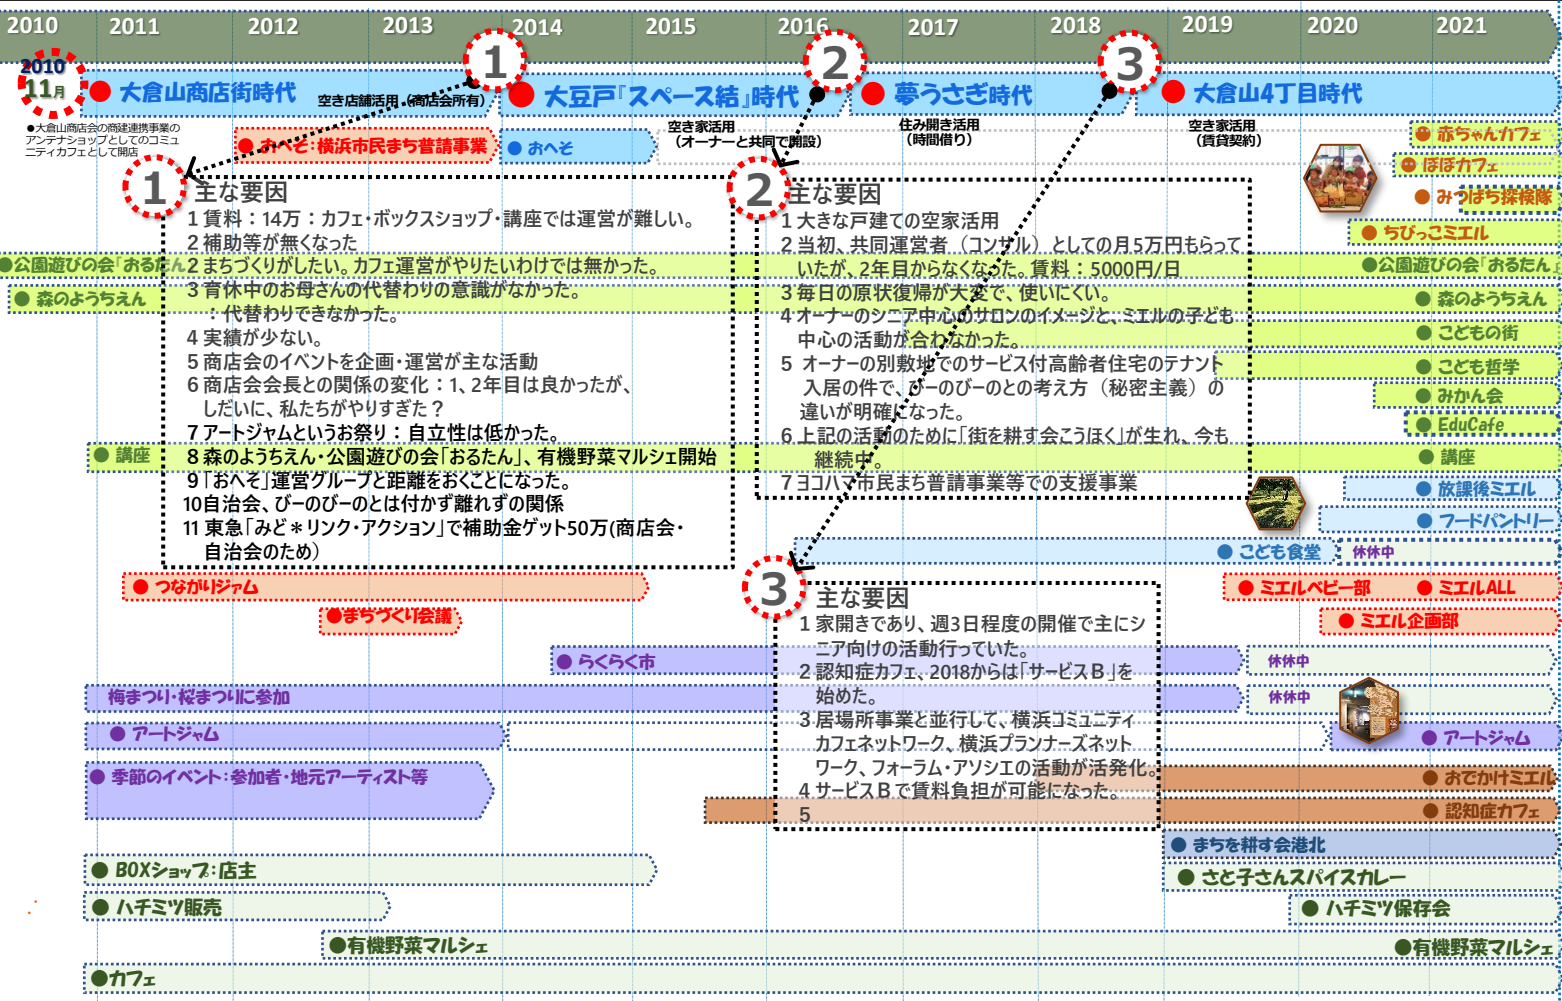 2010 2011 2012 2013 2014 2015 2016 2017 2018 2019 2020 2021
2010
11月
1
2
3
大倉山商店街時代
空き店舗活用（商店会所有）
大豆戸『スペース結』時代
夢うさぎ時代
大倉山4丁目時代
●大倉山商店会の商建連携事業の
アンテナショップとしてのコミュ
ニティカフェとして開店
おへそ：横浜市民まち普請事業
おへそ
空き家活用
（オーナーと共同で開設）
住み開き活用
（時間借り）
空き家活用
（賃貸契約）
赤ちゃんカフェ
ぽぽカフェ
みつばち探検隊
ちびっこミエル
●公園遊びの会「おるたん」
●公園遊びの会「おるたん」
森のようちえん
森のようちえん
こどもの街
こども哲学
みかん会
EduCafe
講座
講座
放課後ミエル
フードパントリー
こども食堂
休休中
1
主な要因
1 賃料：14万：カフェ・ボックスショップ・講座では運営が難しい。
2 補助等が無くなった
2 まちづくりがしたい。カフェ運営がやりたいわけでは無かった。
3 育休中のお母さんの代替わりの意識がなかった。
：代替わりできなかった。
4 実績が少ない。
5 商店会のイベントを企画・運営が主な活動
6 商店会会長との関係の変化：1、2年目は良かったが、
しだいに、私たちがやりすぎた？
7 アートジャムというお祭り：自立性は低かった。
8 森のようちえん・公園遊びの会「おるたん」、有機野菜マルシェ開始
9 「おへそ」運営グループと距離をおくことになった。
10自治会、びーのびーのとは付かず離れずの関係
11 東急「みど＊リンク・アクション」で補助金ゲット50万(商店会・
自治会のため）
2
主な要因
1 大きな戸建ての空家活用
2 当初、共同運営者（コンサル）としての月5万円もらって
いたが、2年目からなくなった。賃料：5000円/日
3 毎日の原状復帰が大変で、使いにくい。
4 オーナーのシニア中心のサロンのイメージと、ミエルの子ども
中心の活動が合わなかった。
5 オーナーの別敷地でのサービス付高齢者住宅のテナント
入居の件で、びーのびーのとの考え方（秘密主義）の
違いが明確になった。
6 上記の活動のために「街を耕す会こうほく」が生れ、今も
継続中。
7 ヨコハマ市民まち普請事業等での支援事業
3
主な要因
1 家開きであり、週3日程度の開催で主にシ
ニア向けの活動行っていた。
2 認知症カフェ、2018からは「サービスB」を
始めた。
3 居場所事業と並行して、横浜コミュニティ
カフェネットワーク、横浜プランナーズネット
ワーク、フォーラム・アソシエの活動が活発化。
4 サービスBで賃料負担が可能になった。
5
つながりジャム
ミエルベビー部
ミエルALL
●まちづくり会議
ミエル企画部
らくらく市
休休中
梅まつり・桜まつりに参加
休休中
アートジャム
アートジャム
季節のイベント：参加者・地元アーティスト等
おでかけミエル
認知症カフェ
まちを耕す会港北
BOXショップ：店主
さと子さんスパイスカレー
ハチミツ販売
ハチミツ保存会
●有機野菜マルシェ
●有機野菜マルシェ
●カフェ